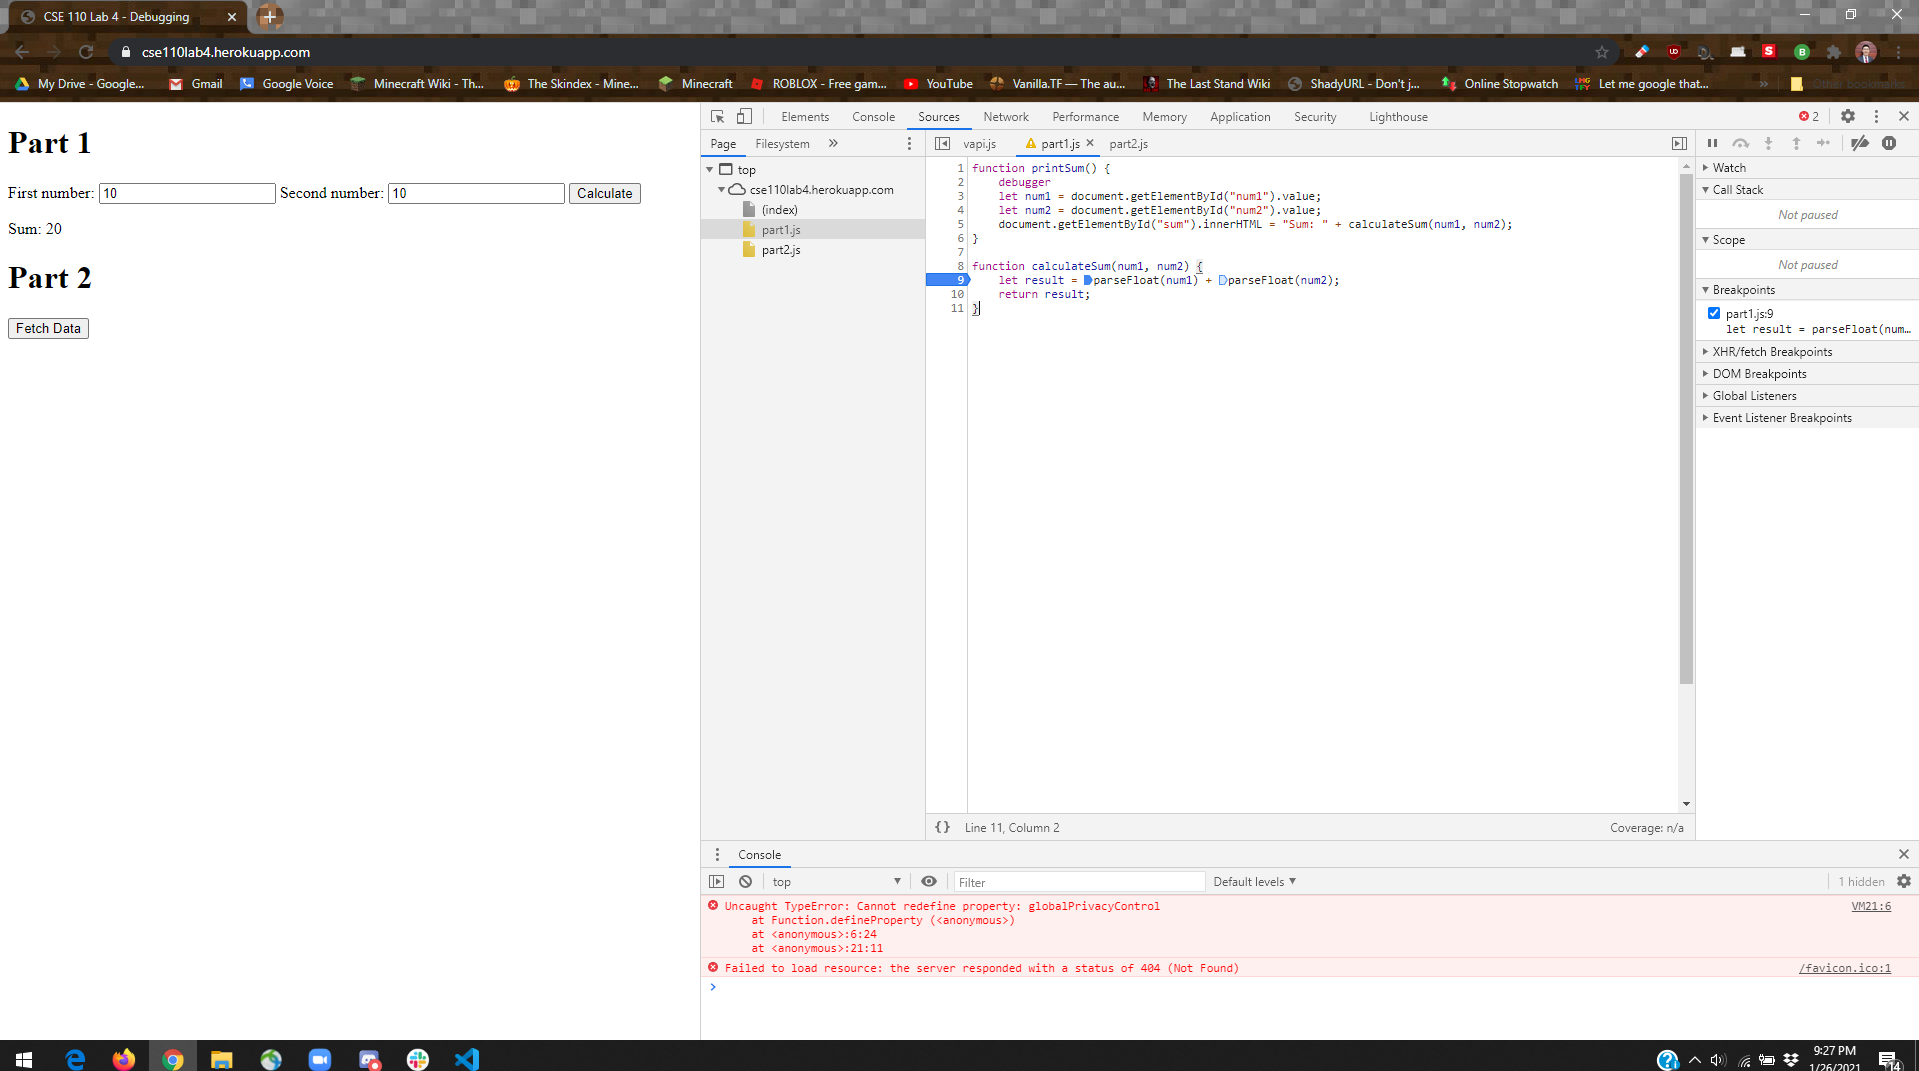 CSE 110 Lab 4 - Debugging
cse110lab4.herokuapp.com
My Drive - Google... Gmail Google Voice Minecraft Wiki - Th... The Skindex - Mine... Minecraft ROBLOX - Free gam... YouTube Vanilla.TF — The au... The Last Stand Wiki ShadyURL - Don't j... Online Stopwatch Let me google that... » Other bookmarks
Part 1
First number: 10 Second number: 10 Calculate
Sum: 20
Part 2
Fetch Data
Elements Console Sources Network Performance Memory Application Security Lighthouse 2
Page Filesystem »
top
cse110lab4.herokuapp.com
(index)
part1.js
part2.js
vapi.js part1.js part2.js
1 function printSum() {
2 debugger
3 let num1 = document.getElementById("num1").value;
4 let num2 = document.getElementById("num2").value;
5 document.getElementById("sum").innerHTML = "Sum: " + calculateSum(num1, num2);
6 }
7
8 function calculateSum(num1, num2) {
9 let result = parseFloat(num1) + parseFloat(num2);
10 return result;
11 }
{} Line 11, Column 2 Coverage: n/a
Watch
Call Stack
Not paused
Scope
Not paused
Breakpoints
part1.js:9
let result = parseFloat(num…
XHR/fetch Breakpoints
DOM Breakpoints
Global Listeners
Event Listener Breakpoints
Console
top Filter Default levels 1 hidden
Uncaught TypeError: Cannot redefine property: globalPrivacyControl VM21:6
at Function.defineProperty (<anonymous>)
at <anonymous>:6:24
at <anonymous>:21:11
Failed to load resource: the server responded with a status of 404 (Not Found) /favicon.ico:1
9:27 PM
1/26/2021
14